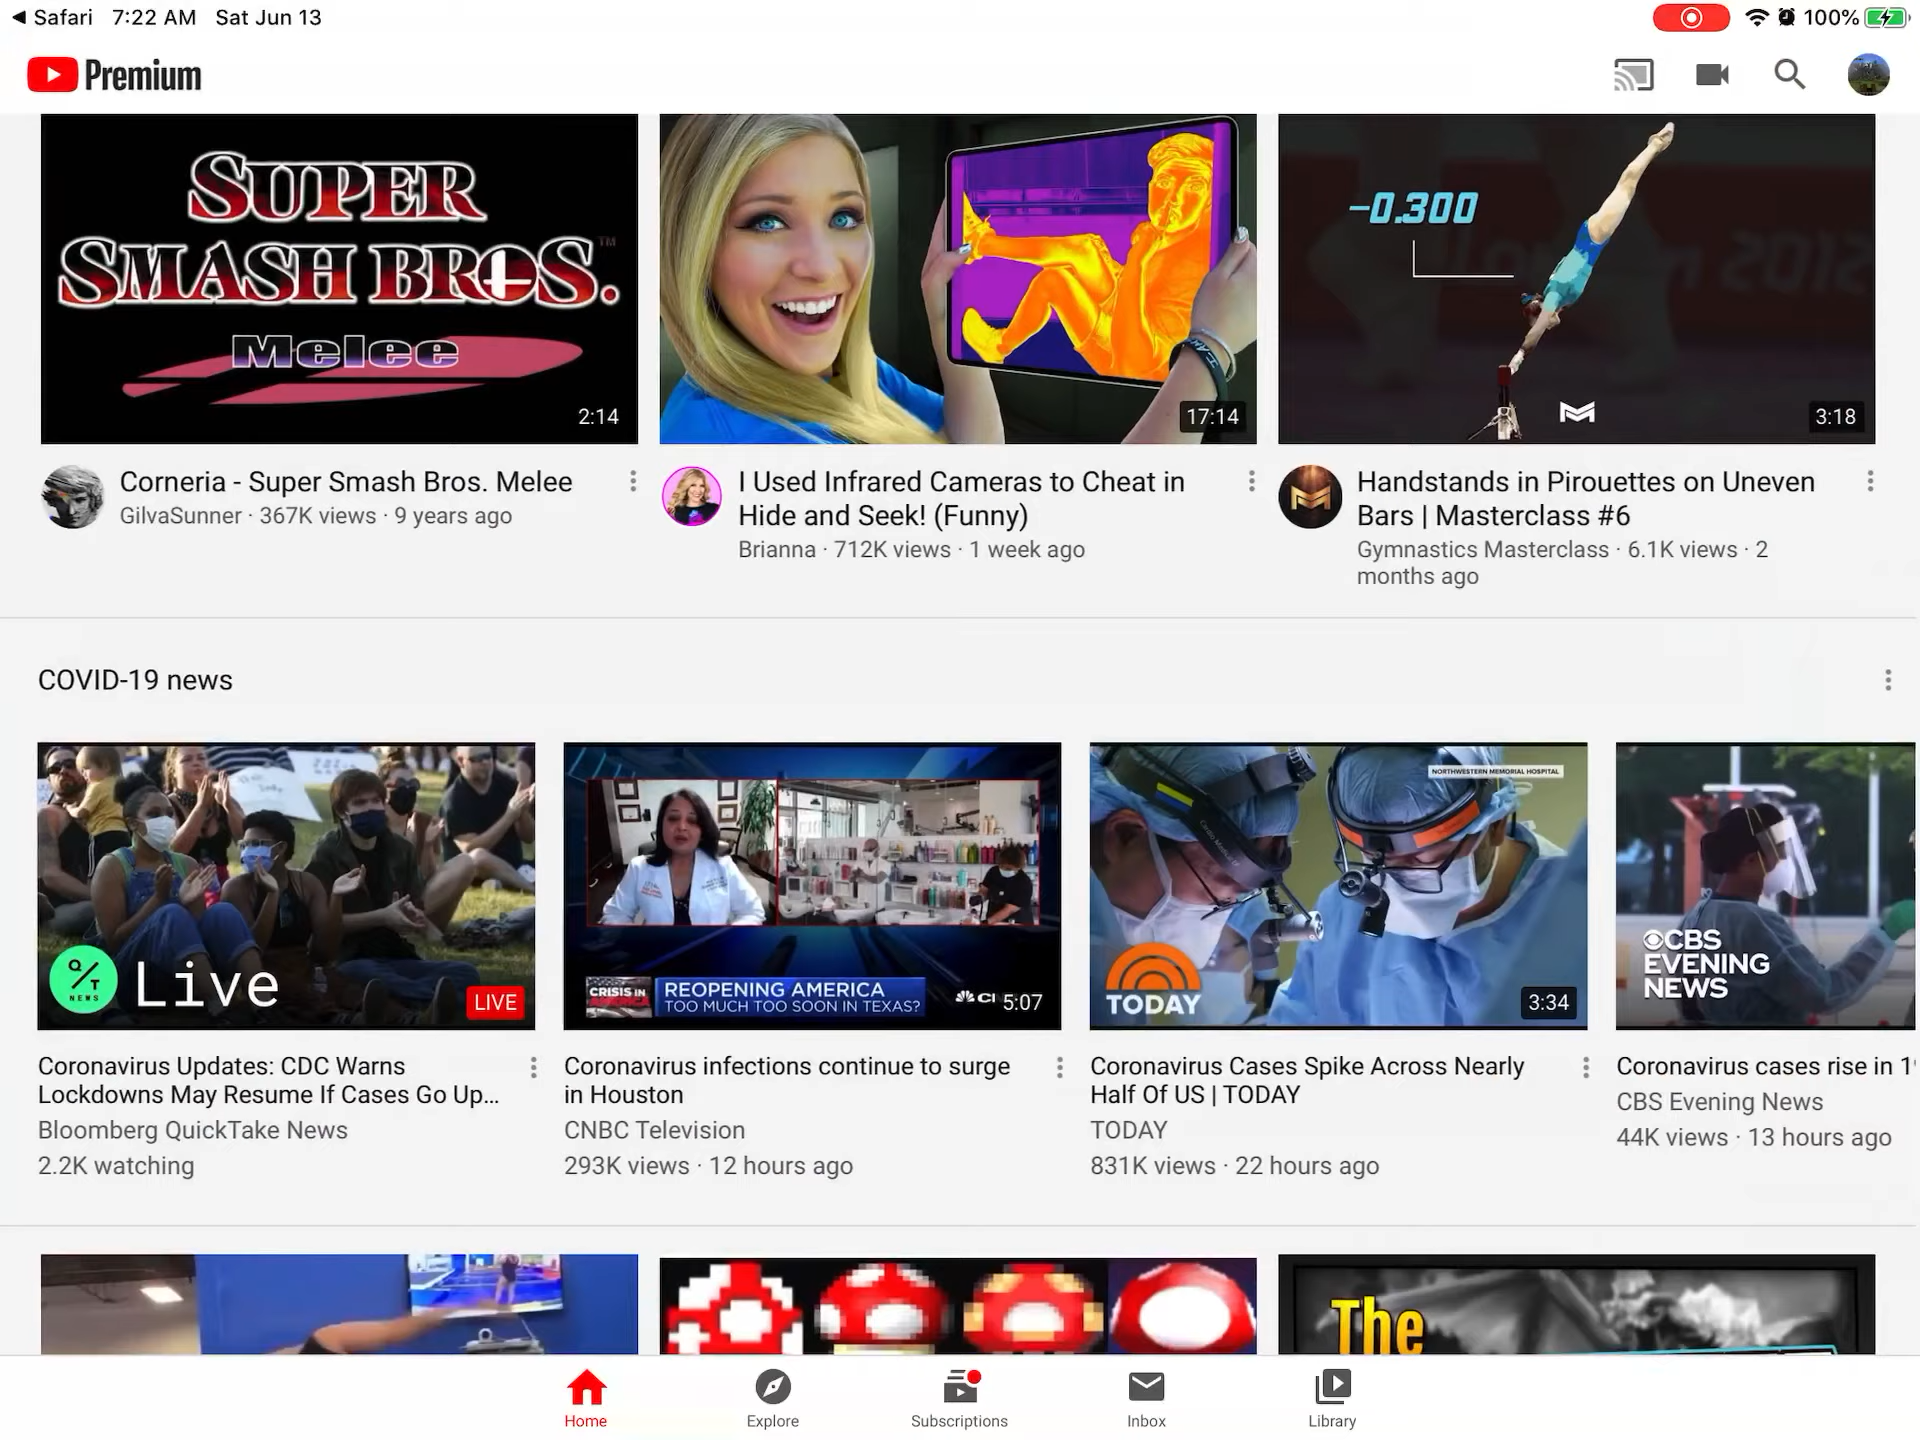 Safari 7:22 AM Sat Jun 13
100%
Premium
SUPER
SMASH BROS.™
Melee
2:14
17:14
-0.300
3:18
Corneria - Super Smash Bros. Melee
GilvaSunner · 367K views · 9 years ago
I Used Infrared Cameras to Cheat in
Hide and Seek! (Funny)
Brianna · 712K views · 1 week ago
Handstands in Pirouettes on Uneven
Bars | Masterclass #6
Gymnastics Masterclass · 6.1K views · 2
months ago
COVID-19 news
Q/T
NEWS
Live
LIVE
CRISIS IN
AMERICA
REOPENING AMERICA
TOO MUCH TOO SOON IN TEXAS?
5:07
NORTHWESTERN MEMORIAL HOSPITAL
TODAY
3:34
CBS
EVENING
NEWS
Coronavirus Updates: CDC Warns
Lockdowns May Resume If Cases Go Up...
Bloomberg QuickTake News
2.2K watching
Coronavirus infections continue to surge
in Houston
CNBC Television
293K views · 12 hours ago
Coronavirus Cases Spike Across Nearly
Half Of US | TODAY
TODAY
831K views · 22 hours ago
Coronavirus cases rise in
CBS Evening News
44K views · 13 hours ago
The
Home
Explore
Subscriptions
Inbox
Library